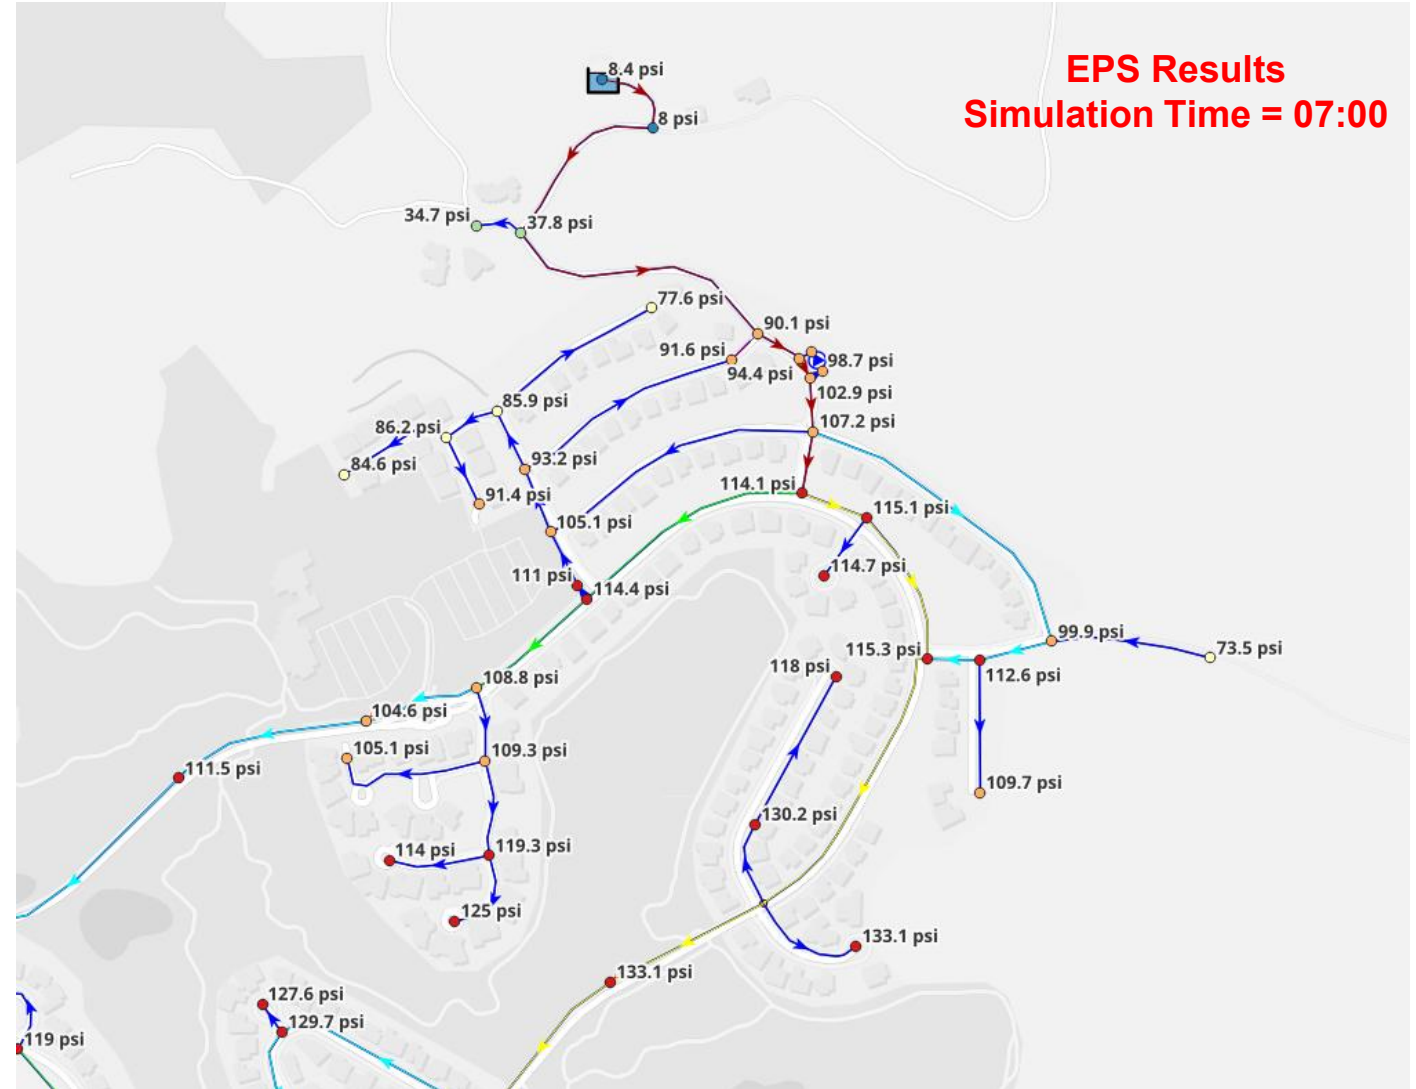 EPS Results
Simulation Time = 07:00
8.4 psi
8 psi
34.7 psi
37.8 psi
77.6 psi
90.1 psi
91.6 psi
94.4 psi
98.7 psi
102.9 psi
85.9 psi
107.2 psi
86.2 psi
84.6 psi
93.2 psi
91.4 psi
114.1 psi
115.1 psi
105.1 psi
114.7 psi
111 psi
114.4 psi
99.9 psi
115.3 psi
73.5 psi
118 psi
112.6 psi
108.8 psi
104.6 psi
105.1 psi
109.3 psi
111.5 psi
109.7 psi
130.2 psi
114 psi
119.3 psi
125 psi
133.1 psi
133.1 psi
127.6 psi
129.7 psi
119 psi